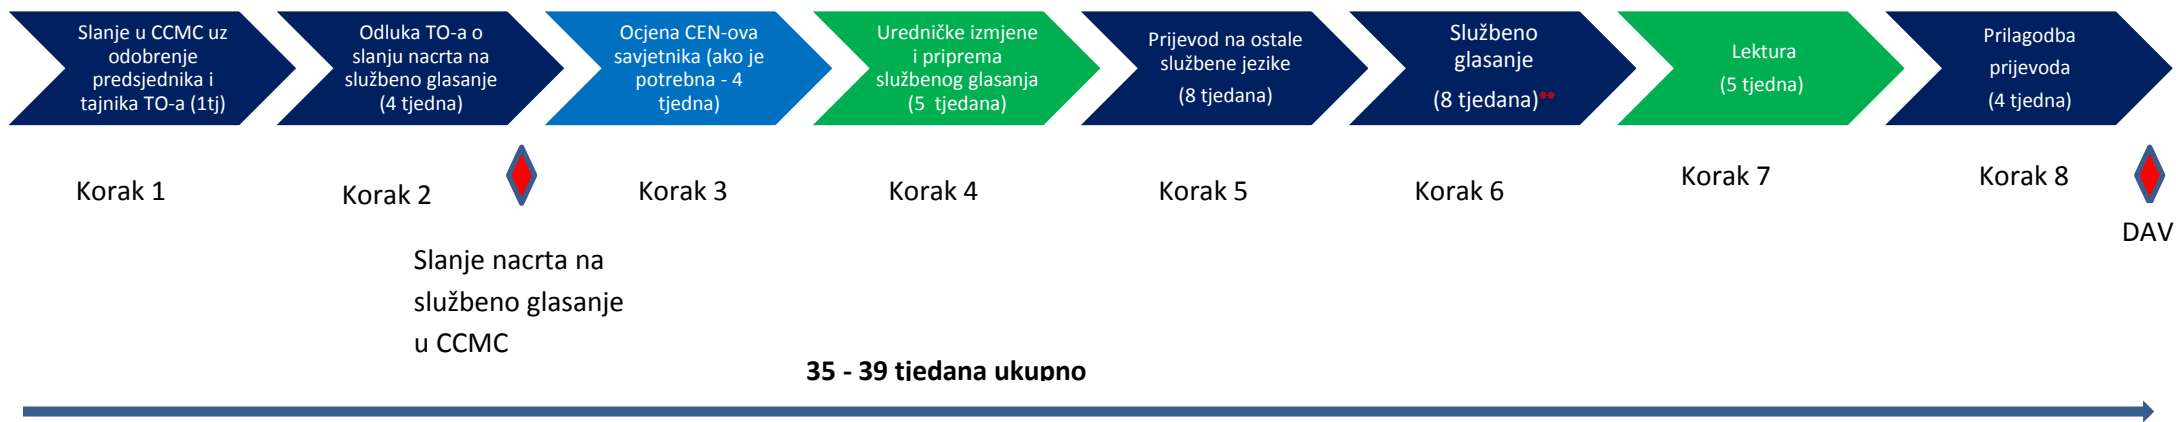 Slanje u CCMC uz
odobrenje
predsjednika i
tajnika TO-a (1tj)
Odluka TO-a o
slanju nacrta na
službeno glasanje
(4 tjedna)
Ocjena CEN-ova
savjetnika (ako je
potrebna - 4
tjedna)
Uredničke izmjene
i priprema
službenog glasanja
(5 tjedana)
Prijevod na ostale
službene jezike
(8 tjedana)
Službeno
glasanje
(8 tjedana)**
Lektura
(5 tjedna)
Prilagodba
prijevoda
(4 tjedna)
Korak 1
Korak 2
Korak 3
Korak 4
Korak 5
Korak 6
Korak 7
Korak 8
DAV
Slanje nacrta na
službeno glasanje
u CCMC
35 - 39 tjedana ukupno